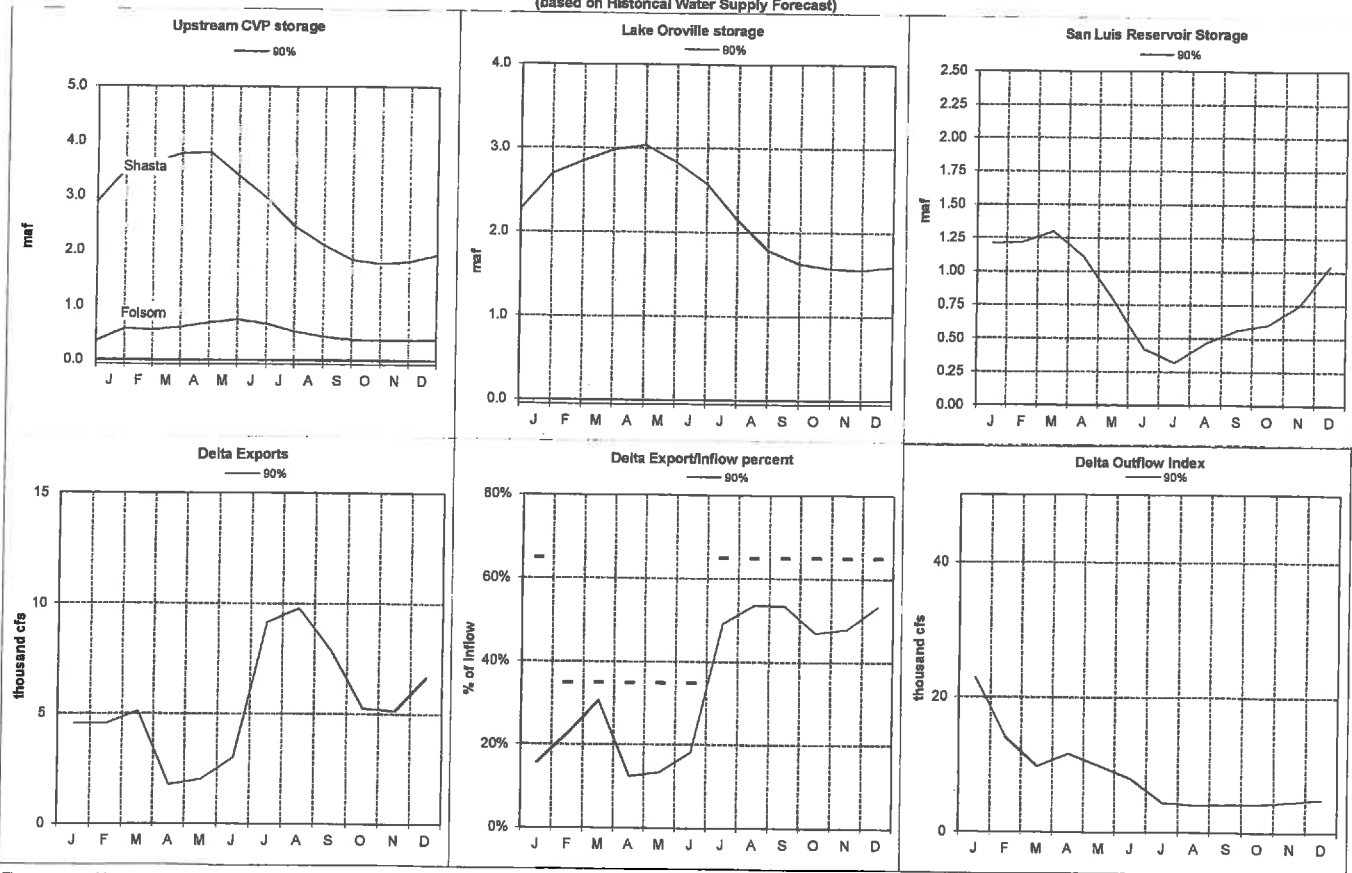 (based on Historical Water Supply Forecast)
Upstream CVP storage
90%
5.0
4.0
3.0
2.0
1.0
0.0
maf
Shasta
Folsom
J F M A M J J A S O N D
Lake Oroville storage
90%
4.0
3.0
2.0
1.0
0.0
maf
J F M A M J J A S O N D
San Luis Reservoir Storage
90%
2.50
2.25
2.00
1.75
1.50
1.25
1.00
0.75
0.50
0.25
0.00
maf
J F M A M J J A S O N D
Delta Exports
90%
15
10
5
0
thousand cfs
J F M A M J J A S O N D
Delta Export/Inflow percent
90%
80%
60%
40%
20%
0%
% of Inflow
J F M A M J J A S O N D
Delta Outflow Index
90%
40
20
0
thousand cfs
J F M A M J J A S O N D